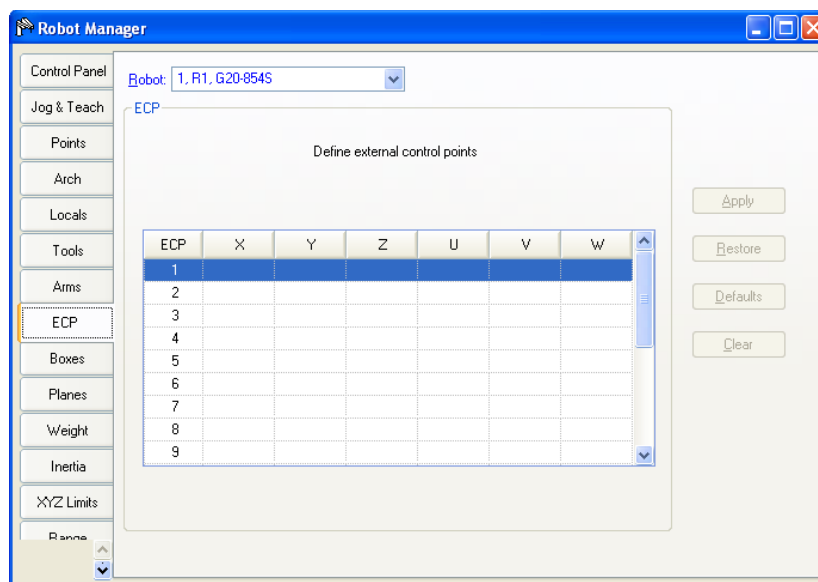 Robot Manager
Control Panel
Jog & Teach
Points
Arch
Locals
Tools
Arms
ECP
Boxes
Planes
Weight
Inertia
XYZ Limits
Range
Robot: 1, R1, G20-854S
ECP
Define external control points
ECP X Y Z U V W
1
2
3
4
5
6
7
8
9
Apply
Restore
Defaults
Clear